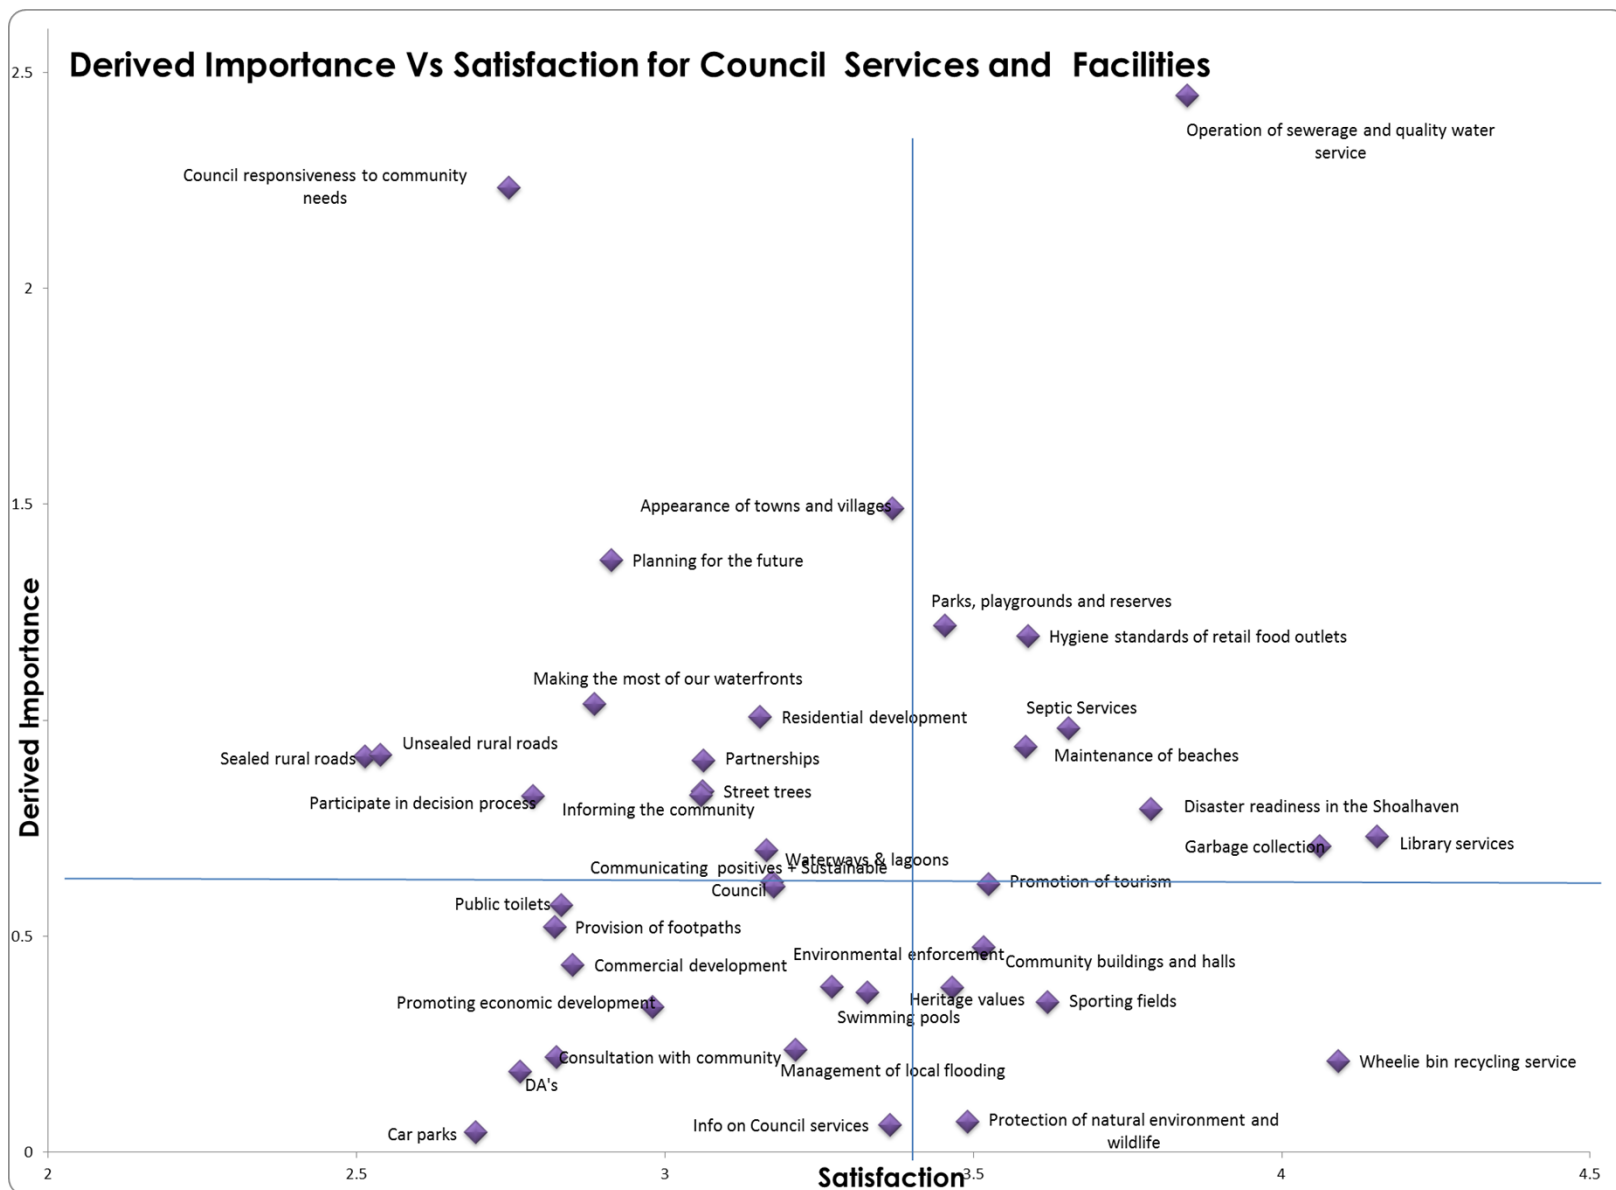 Derived Importance Vs Satisfaction for Council Services and Facilities
2.5
Operation of sewerage and quality water
service
Council responsiveness to community
needs
2
1.5
Appearance of towns and villages
Planning for the future
Parks, playgrounds and reserves
Hygiene standards of retail food outlets
Derived Importance
Making the most of our waterfronts
Residential development
Septic Services
Sealed rural roads
Unsealed rural roads
Partnerships
Maintenance of beaches
Participate in decision process
Street trees
Informing the community
Disaster readiness in the Shoalhaven
Garbage collection
Library services
Waterways & lagoons
Communicating positives + Sustainable
Council
Promotion of tourism
Public toilets
0.5
Provision of footpaths
Environmental enforcement
Community buildings and halls
Commercial development
Promoting economic development
Heritage values
Sporting fields
Swimming pools
Consultation with community
Management of local flooding
Wheelie bin recycling service
DA's
Car parks
Info on Council services
Protection of natural environment and
wildlife
0
2
2.5
3
3.5
4
4.5
Satisfaction